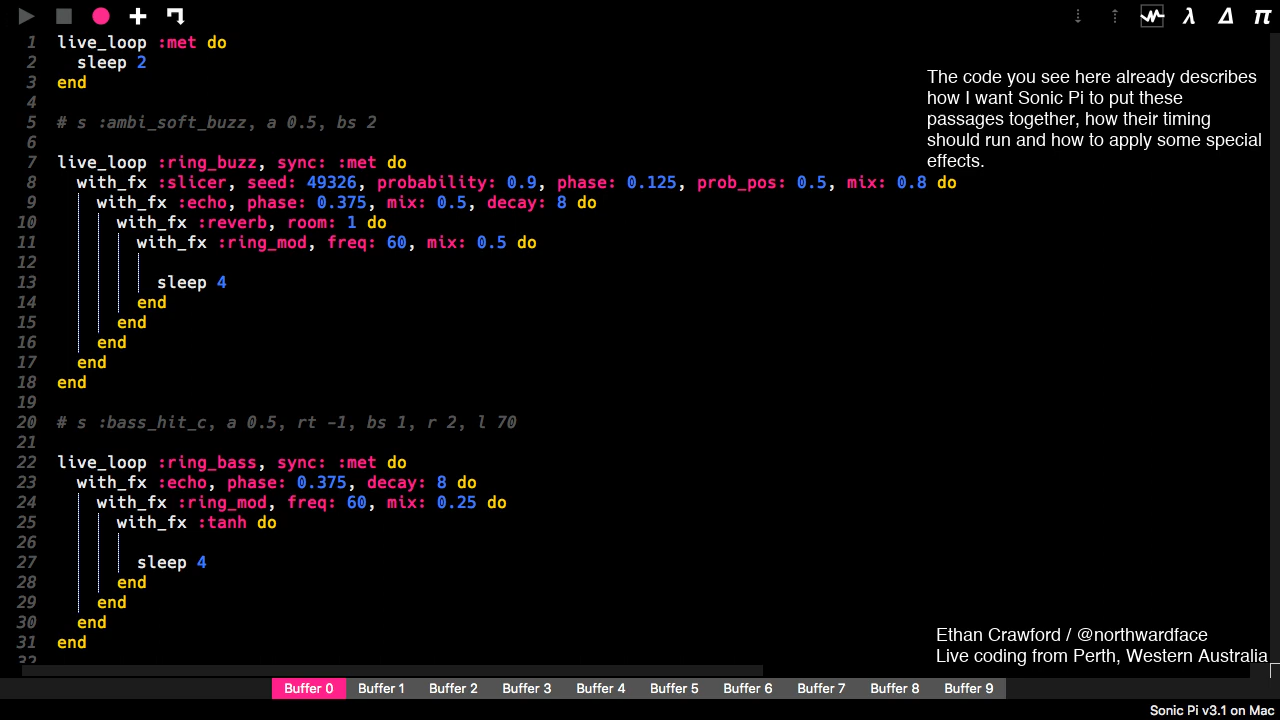 λ Δ π
1 live_loop :met do
2 sleep 2
3 end
4
5 # s :ambi_soft_buzz, a 0.5, bs 2
6
The code you see here already describes
how I want Sonic Pi to put these
passages together, how their timing
should run and how to apply some special
effects.
7 live_loop :ring_buzz, sync: :met do
8 with_fx :slicer, seed: 49326, probability: 0.9, phase: 0.125, prob_pos: 0.5, mix: 0.8 do
9 with_fx :echo, phase: 0.375, mix: 0.5, decay: 8 do
10 with_fx :reverb, room: 1 do
11 with_fx :ring_mod, freq: 60, mix: 0.5 do
12
13 sleep 4
14 end
15 end
16 end
17 end
18 end
19
20 # s :bass_hit_c, a 0.5, rt -1, bs 1, r 2, l 70
21
22 live_loop :ring_bass, sync: :met do
23 with_fx :echo, phase: 0.375, decay: 8 do
24 with_fx :ring_mod, freq: 60, mix: 0.25 do
25 with_fx :tanh do
26
27 sleep 4
28 end
29 end
30 end
31 end
32
Ethan Crawford / @northwardface
Live coding from Perth, Western Australia
Buffer 0 Buffer 1 Buffer 2 Buffer 3 Buffer 4 Buffer 5 Buffer 6 Buffer 7 Buffer 8 Buffer 9
Sonic Pi v3.1 on Mac